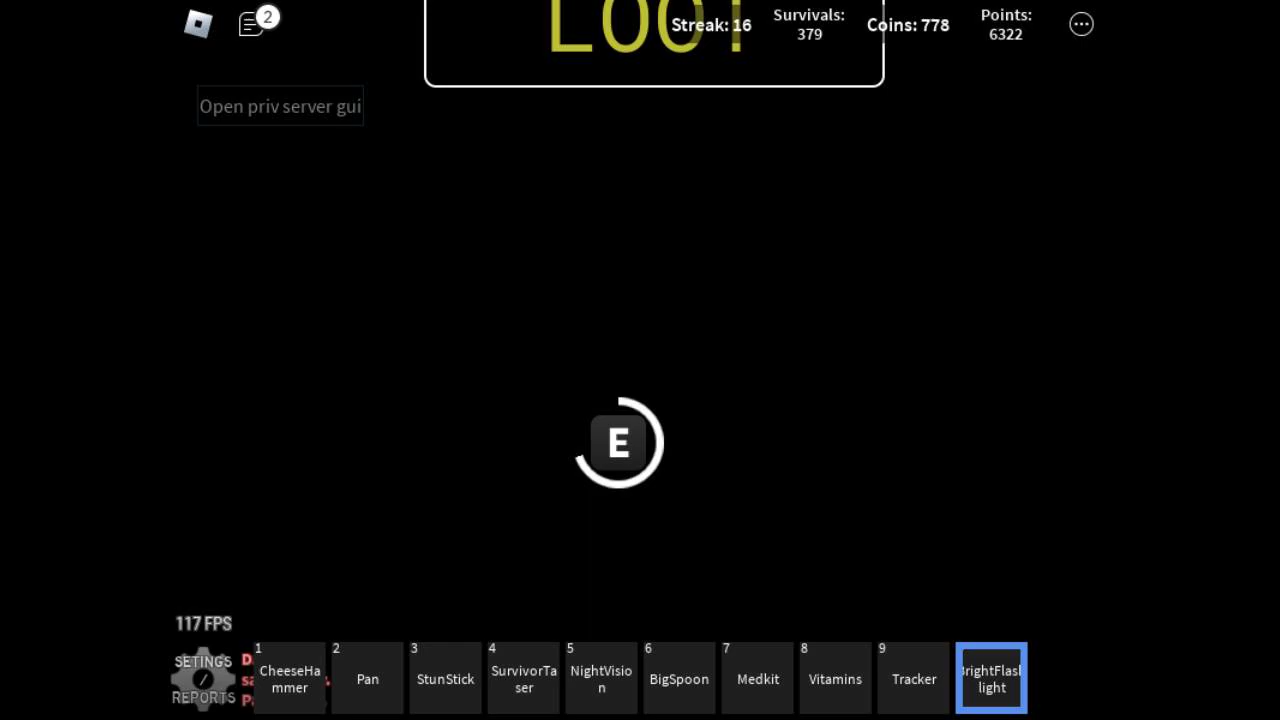 2
LOOT
Streak: 16
Survivals:
379
Coins: 778
Points:
6322
Open priv server gui
E
117 FPS
SETINGS
REPORTS
1
CheeseHa
mmer
2
Pan
3
StunStick
4
SurvivorTa
ser
5
NightVisio
n
6
BigSpoon
7
Medkit
8
Vitamins
9
Tracker
BrightFlash
light